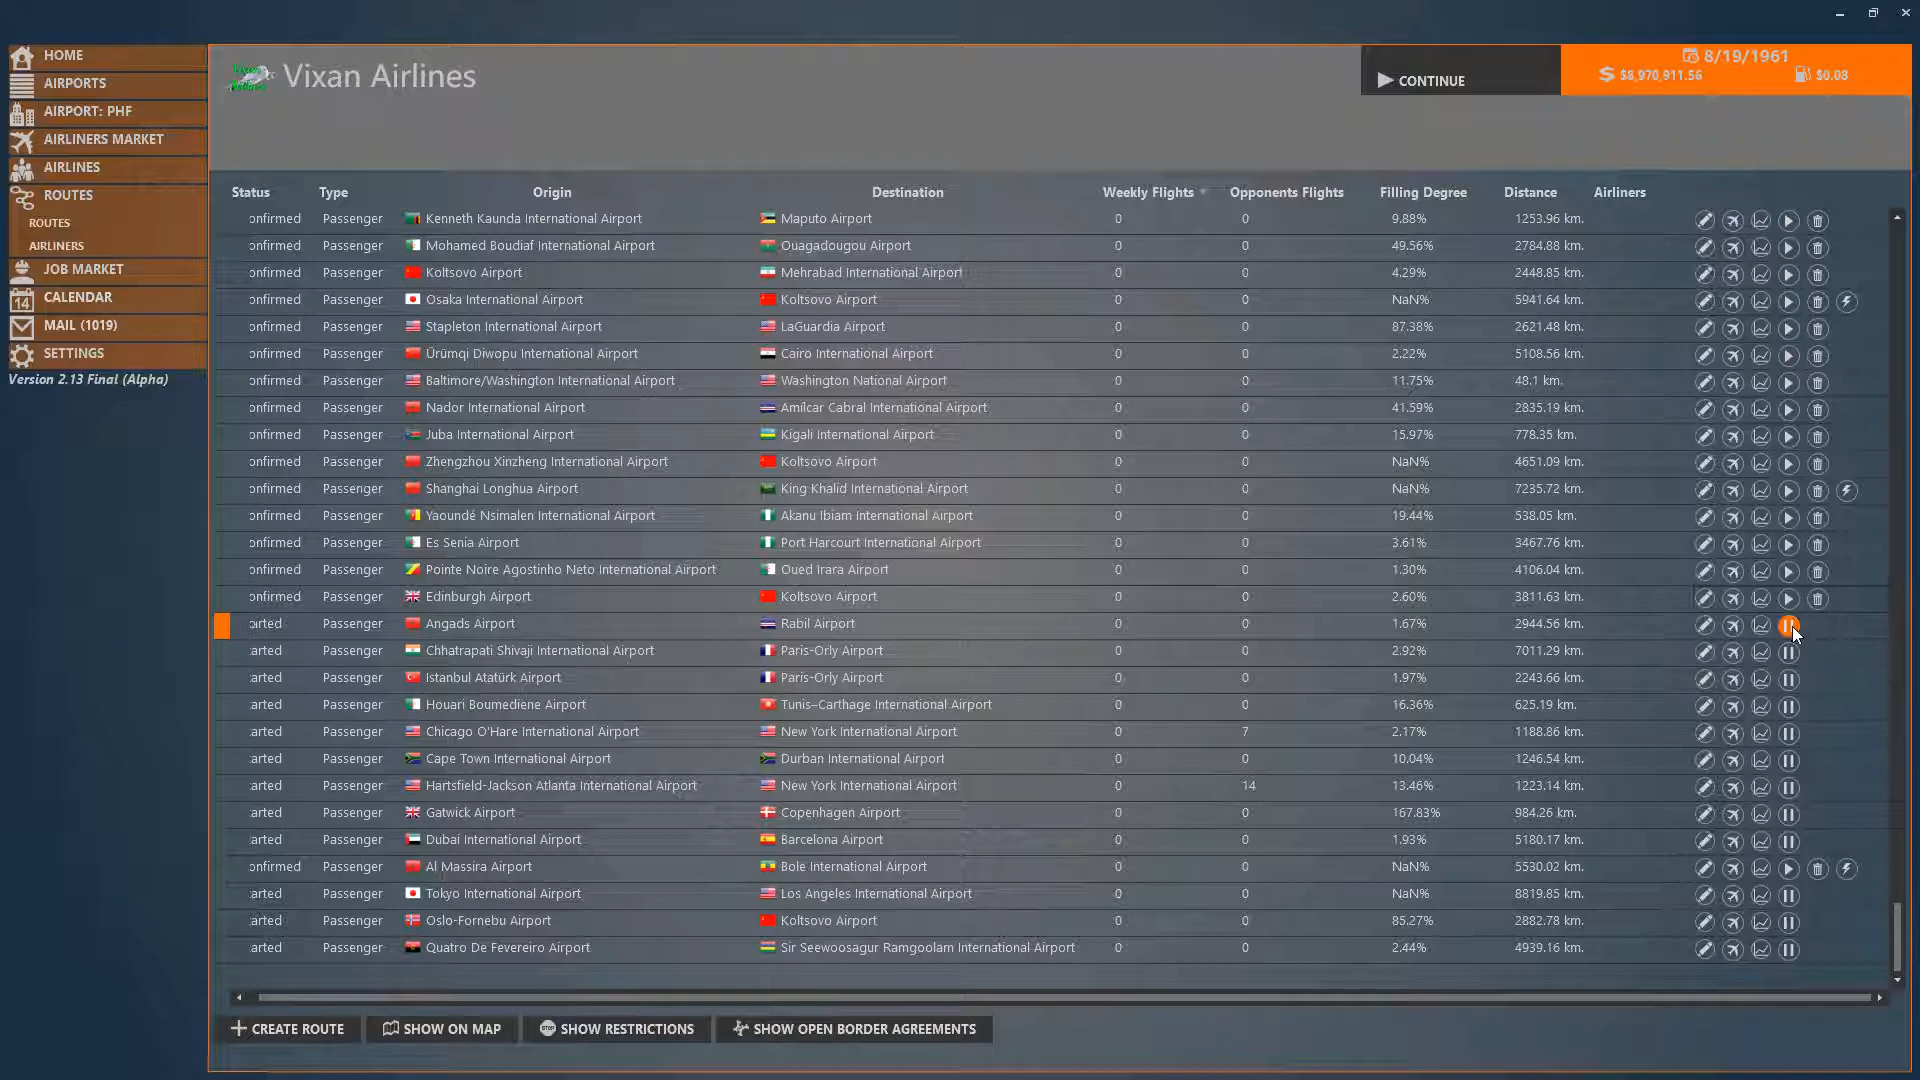 HOME
AIRPORTS
AIRPORT: PHF
AIRLINERS MARKET
AIRLINES
ROUTES
ROUTES
AIRLINERS
JOB MARKET
14 CALENDAR
MAIL (1019)
SETTINGS
Version 2.13 Final (Alpha)
Vixan Airlines
CONTINUE
8/19/1961
$8,970,911.56 $0.08
Status Type Origin Destination Weekly Flights Opponents Flights Filling Degree Distance Airliners
onfirmed Passenger Kenneth Kaunda International Airport Maputo Airport 0 0 9.88% 1253.96 km.
onfirmed Passenger Mohamed Boudiaf International Airport Ouagadougou Airport 0 0 49.56% 2784.88 km.
onfirmed Passenger Koltsovo Airport Mehrabad International Airport 0 0 4.29% 2448.85 km.
onfirmed Passenger Osaka International Airport Koltsovo Airport 0 0 NaN% 5941.64 km.
onfirmed Passenger Stapleton International Airport LaGuardia Airport 0 0 87.38% 2621.48 km.
onfirmed Passenger Ürümqi Diwopu International Airport Cairo International Airport 0 0 2.22% 5108.56 km.
onfirmed Passenger Baltimore/Washington International Airport Washington National Airport 0 0 11.75% 48.1 km.
onfirmed Passenger Nador International Airport Amílcar Cabral International Airport 0 0 41.59% 2835.19 km.
onfirmed Passenger Juba International Airport Kigali International Airport 0 0 15.97% 778.35 km.
onfirmed Passenger Zhengzhou Xinzheng International Airport Koltsovo Airport 0 0 NaN% 4651.09 km.
onfirmed Passenger Shanghai Longhua Airport King Khalid International Airport 0 0 NaN% 7235.72 km.
onfirmed Passenger Yaoundé Nsimalen International Airport Akanu Ibiam International Airport 0 0 19.44% 538.05 km.
onfirmed Passenger Es Senia Airport Port Harcourt International Airport 0 0 3.61% 3467.76 km.
onfirmed Passenger Pointe Noire Agostinho Neto International Airport Oued Irara Airport 0 0 1.30% 4106.04 km.
onfirmed Passenger Edinburgh Airport Koltsovo Airport 0 0 2.60% 3811.63 km.
arted Passenger Angads Airport Rabil Airport 0 0 1.67% 2944.56 km.
arted Passenger Chhatrapati Shivaji International Airport Paris-Orly Airport 0 0 2.92% 7011.29 km.
arted Passenger Istanbul Atatürk Airport Paris-Orly Airport 0 0 1.97% 2243.66 km.
arted Passenger Houari Boumediene Airport Tunis–Carthage International Airport 0 0 16.36% 625.19 km.
arted Passenger Chicago O'Hare International Airport New York International Airport 0 7 2.17% 1188.86 km.
arted Passenger Cape Town International Airport Durban International Airport 0 0 10.04% 1246.54 km.
arted Passenger Hartsfield-Jackson Atlanta International Airport New York International Airport 0 14 13.46% 1223.14 km.
arted Passenger Gatwick Airport Copenhagen Airport 0 0 167.83% 984.26 km.
arted Passenger Dubai International Airport Barcelona Airport 0 0 1.93% 5180.17 km.
onfirmed Passenger Al Massira Airport Bole International Airport 0 0 NaN% 5530.02 km.
arted Passenger Tokyo International Airport Los Angeles International Airport 0 0 NaN% 8819.85 km.
arted Passenger Oslo-Fornebu Airport Koltsovo Airport 0 0 85.27% 2882.78 km.
arted Passenger Quatro De Fevereiro Airport Sir Seewoosagur Ramgoolam International Airport 0 0 2.44% 4939.16 km.
CREATE ROUTE SHOW ON MAP STOP SHOW RESTRICTIONS SHOW OPEN BORDER AGREEMENTS